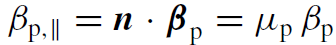 β_{p,∥} = n · β_p = μ_p β_p